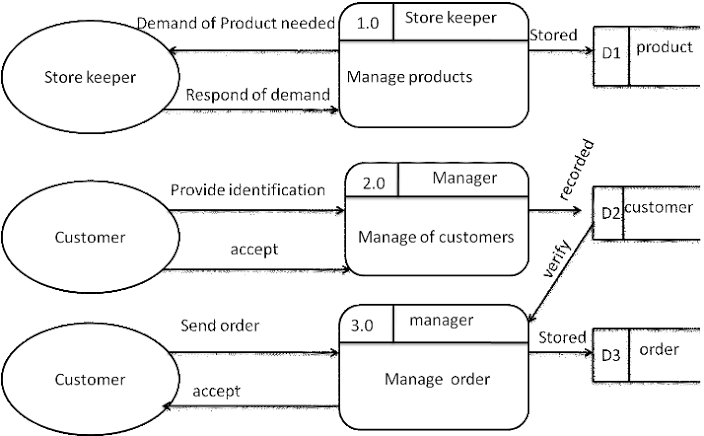 Demand of Product needed
1.0
Store keeper
Stored
D1
product
Store keeper
Manage products
Respond of demand
2.0
Manager
recorded
Provide identification
D2
customer
Customer
Manage of customers
accept
verify
3.0
manager
Send order
Stored
D3
order
Customer
Manage order
accept